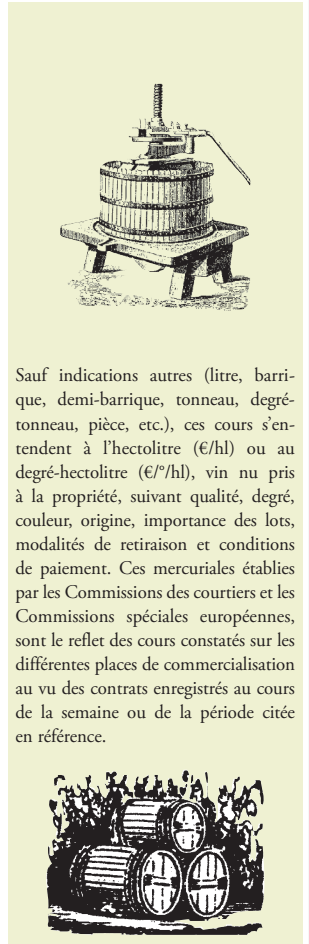 Sauf indications autres (litre, barri-
que, demi-barrique, tonneau, degré-
tonneau, pièce, etc.), ces cours s'en-
tendent à l'hectolitre (€/hl) ou au
degré-hectolitre (€/°/hl), vin nu pris
à la propriété, suivant qualité, degré,
couleur, origine, importance des lots,
modalités de retiraison et conditions
de paiement. Ces mercuriales établies
par les Commissions des courtiers et les
Commissions spéciales européennes,
sont le reflet des cours constatés sur les
différentes places de commercialisation
au vu des contrats enregistrés au cours
de la semaine ou de la période citée
en référence.